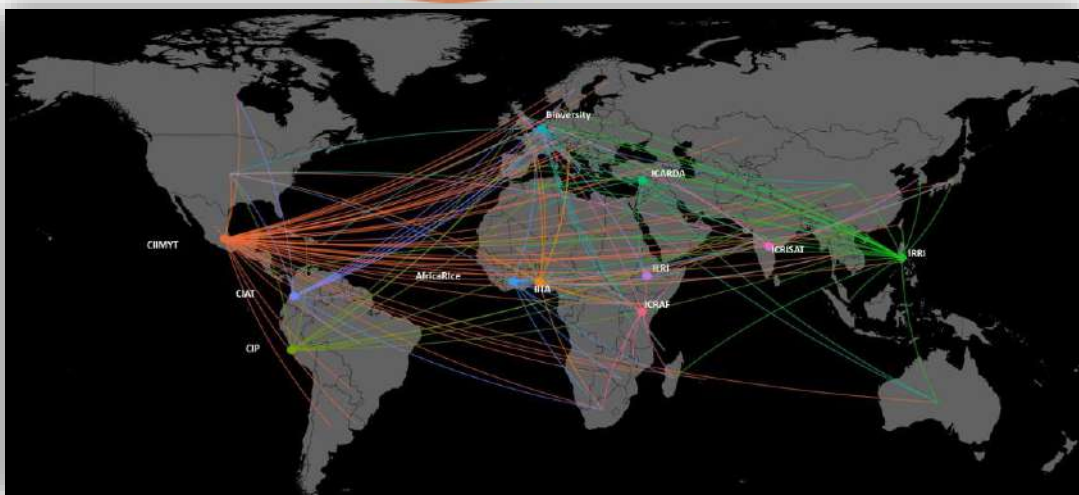 Bioversity
ICARDA
CIMMYT
ICRISAT
IRRI
AfricaRice
ILRI
IITA
CIAT
ICRAF
CIP